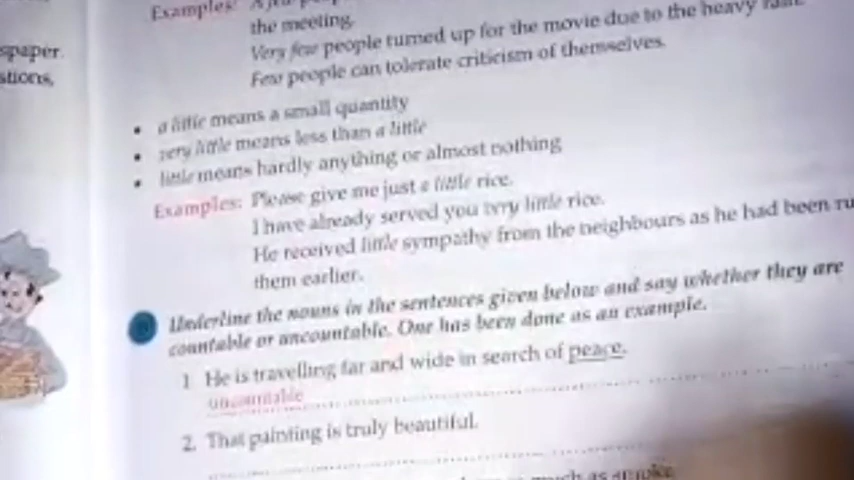 Examples:
the meeting.
Very few people turned up for the movie due to the heavy
Few people can tolerate criticism of themselves.
spaper.
stions,
• a little means a small quantity
• very little means less than a little
• little means hardly anything or almost nothing
Examples: Please give me just a little rice.
I have already served you very little rice.
He received little sympathy from the neighbours as he had been ru
them earlier.
Underline the nouns in the sentences given below and say whether they are
countable or uncountable. One has been done as an example.
1 He is travelling far and wide in search of peace.
uncountable
2. That painting is truly beautiful.
much as smoke